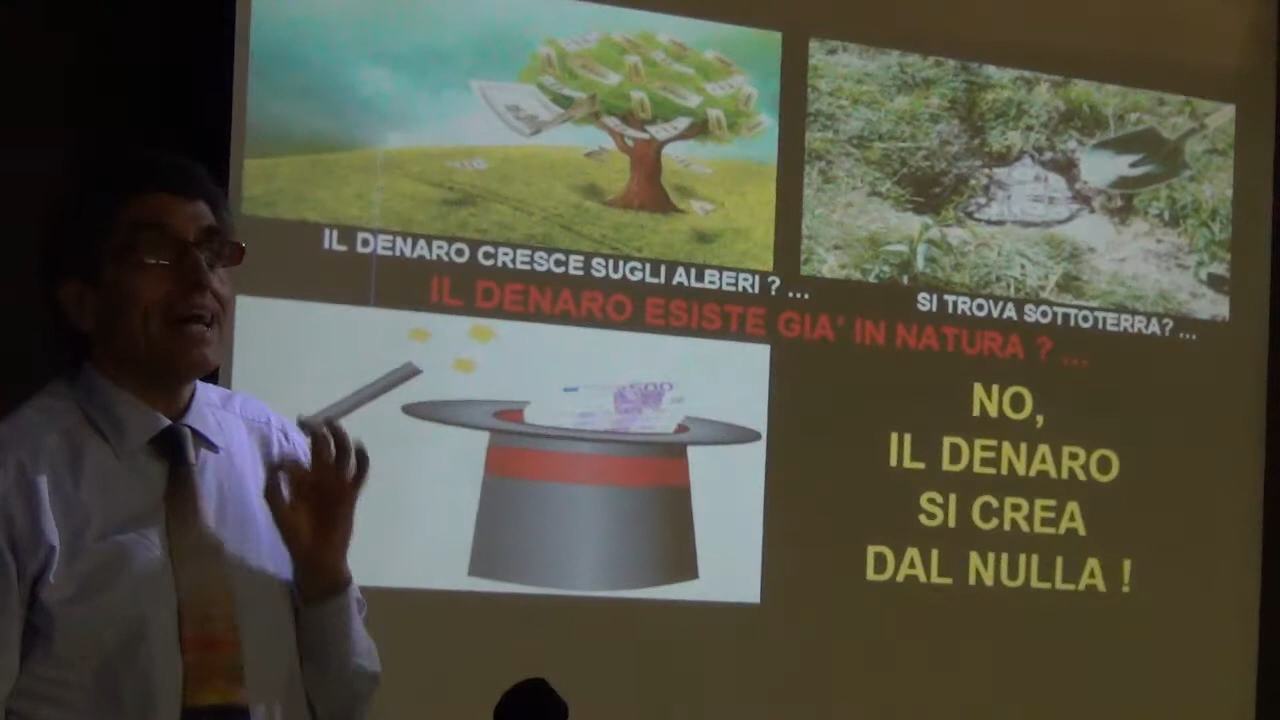 IL DENARO CRESCE SUGLI ALBERI ? ...
SI TROVA SOTTOTERRA? ...
IL DENARO ESISTE GIA' IN NATURA ? ...
500
NO,
IL DENARO
SI CREA
DAL NULLA !